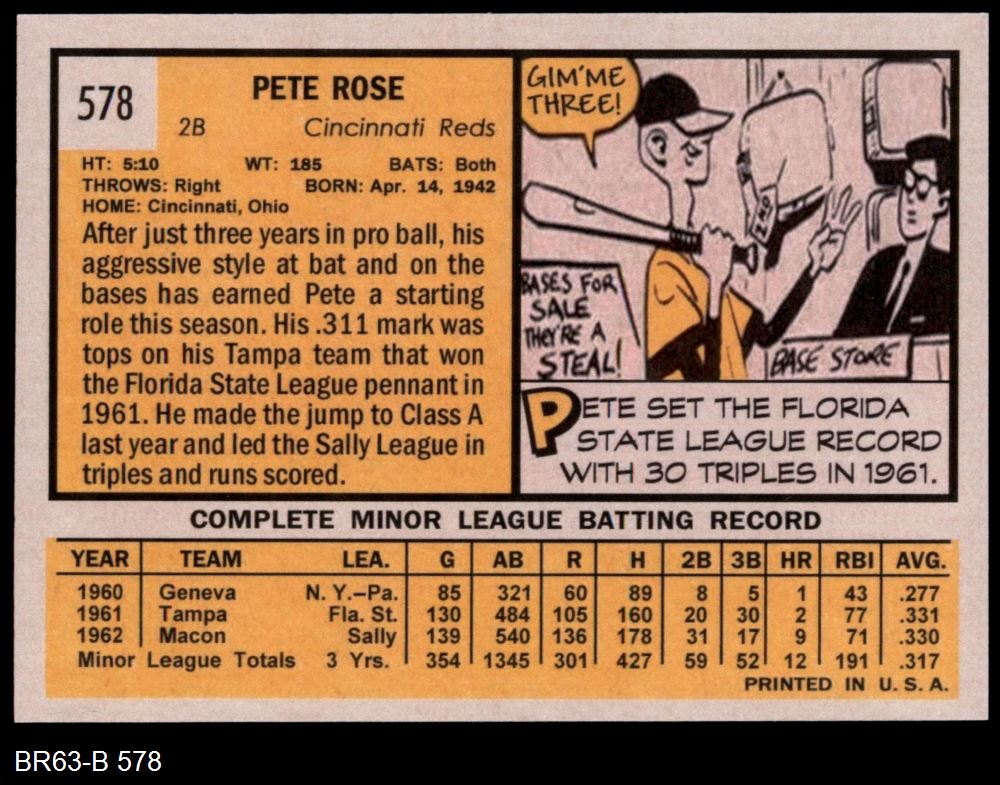 578
PETE ROSE
2B Cincinnati Reds
HT: 5:10 WT: 185 BATS: Both
THROWS: Right BORN: Apr. 14, 1942
HOME: Cincinnati, Ohio
After just three years in pro ball, his
aggressive style at bat and on the
bases has earned Pete a starting
role this season. His .311 mark was
tops on his Tampa team that won
the Florida State League pennant in
1961. He made the jump to Class A
last year and led the Sally League in
triples and runs scored.
GIM'ME
THREE!
2ND
BASES FOR
SALE
THEY'RE A
STEAL!
BASE STORE
PETE SET THE FLORIDA
STATE LEAGUE RECORD
WITH 30 TRIPLES IN 1961.
COMPLETE MINOR LEAGUE BATTING RECORD
YEAR TEAM LEA. G AB R H 2B 3B HR RBI AVG.
1960 Geneva N. Y.–Pa. 85 321 60 89 8 5 1 43 .277
1961 Tampa Fla. St. 130 484 105 160 20 30 2 77 .331
1962 Macon Sally 139 540 136 178 31 17 9 71 .330
Minor League Totals 3 Yrs. 354 1345 301 427 59 52 12 191 .317
PRINTED IN U. S. A.
BR63-B 578